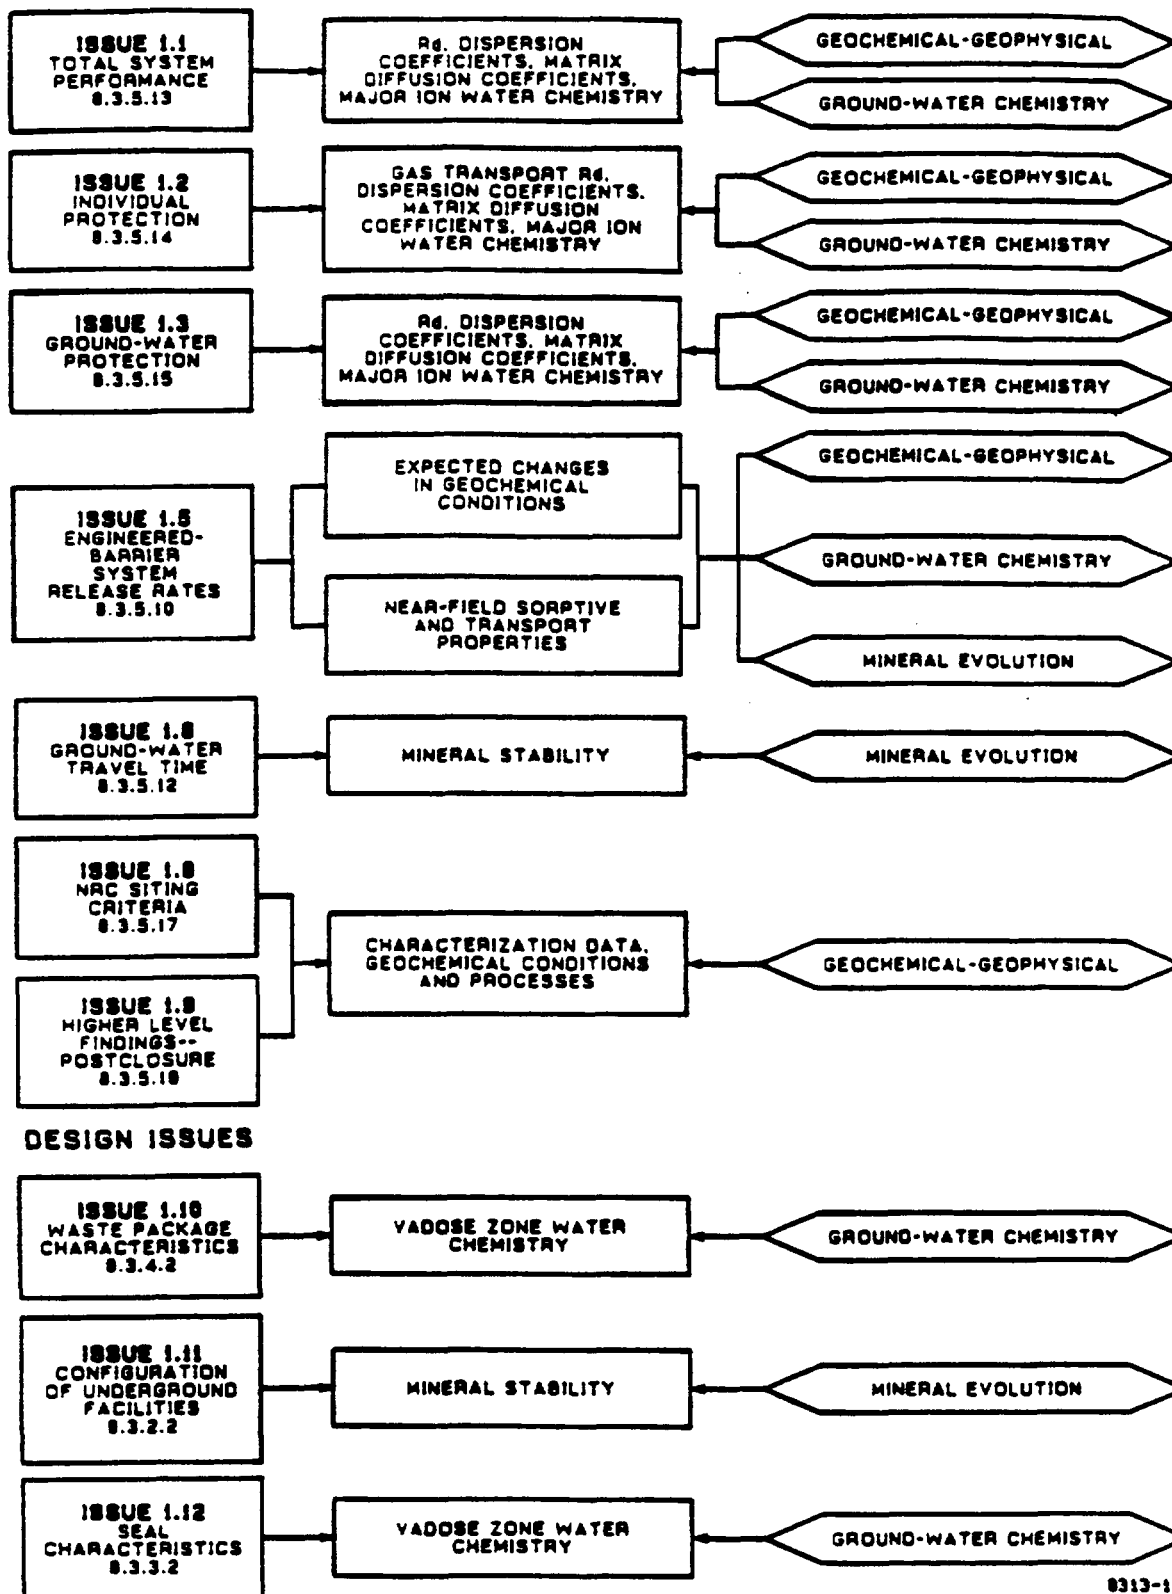 ISSUE 1.1
TOTAL SYSTEM
PERFORMANCE
8.3.5.13
Rd, DISPERSION
COEFFICIENTS, MATRIX
DIFFUSION COEFFICIENTS,
MAJOR ION WATER CHEMISTRY
GEOCHEMICAL-GEOPHYSICAL
GROUND-WATER CHEMISTRY
ISSUE 1.2
INDIVIDUAL
PROTECTION
8.3.5.14
GAS TRANSPORT Rd,
DISPERSION COEFFICIENTS,
MATRIX DIFFUSION
COEFFICIENTS, MAJOR ION
WATER CHEMISTRY
GEOCHEMICAL-GEOPHYSICAL
GROUND-WATER CHEMISTRY
ISSUE 1.3
GROUND-WATER
PROTECTION
8.3.5.15
Rd, DISPERSION
COEFFICIENTS, MATRIX
DIFFUSION COEFFICIENTS,
MAJOR ION WATER CHEMISTRY
GEOCHEMICAL-GEOPHYSICAL
GROUND-WATER CHEMISTRY
ISSUE 1.5
ENGINEERED-
BARRIER
SYSTEM
RELEASE RATES
8.3.5.10
EXPECTED CHANGES
IN GEOCHEMICAL
CONDITIONS
NEAR-FIELD SORPTIVE
AND TRANSPORT
PROPERTIES
GEOCHEMICAL-GEOPHYSICAL
GROUND-WATER CHEMISTRY
MINERAL EVOLUTION
ISSUE 1.6
GROUND-WATER
TRAVEL TIME
8.3.5.12
MINERAL STABILITY
MINERAL EVOLUTION
ISSUE 1.8
NRC SITING
CRITERIA
8.3.5.17
ISSUE 1.9
HIGHER LEVEL
FINDINGS--
POSTCLOSURE
8.3.5.18
CHARACTERIZATION DATA,
GEOCHEMICAL CONDITIONS
AND PROCESSES
GEOCHEMICAL-GEOPHYSICAL
DESIGN ISSUES
ISSUE 1.10
WASTE PACKAGE
CHARACTERISTICS
8.3.4.2
VADOSE ZONE WATER
CHEMISTRY
GROUND-WATER CHEMISTRY
ISSUE 1.11
CONFIGURATION
OF UNDERGROUND
FACILITIES
8.3.2.2
MINERAL STABILITY
MINERAL EVOLUTION
ISSUE 1.12
SEAL
CHARACTERISTICS
8.3.3.2
VADOSE ZONE WATER
CHEMISTRY
GROUND-WATER CHEMISTRY
8313-1